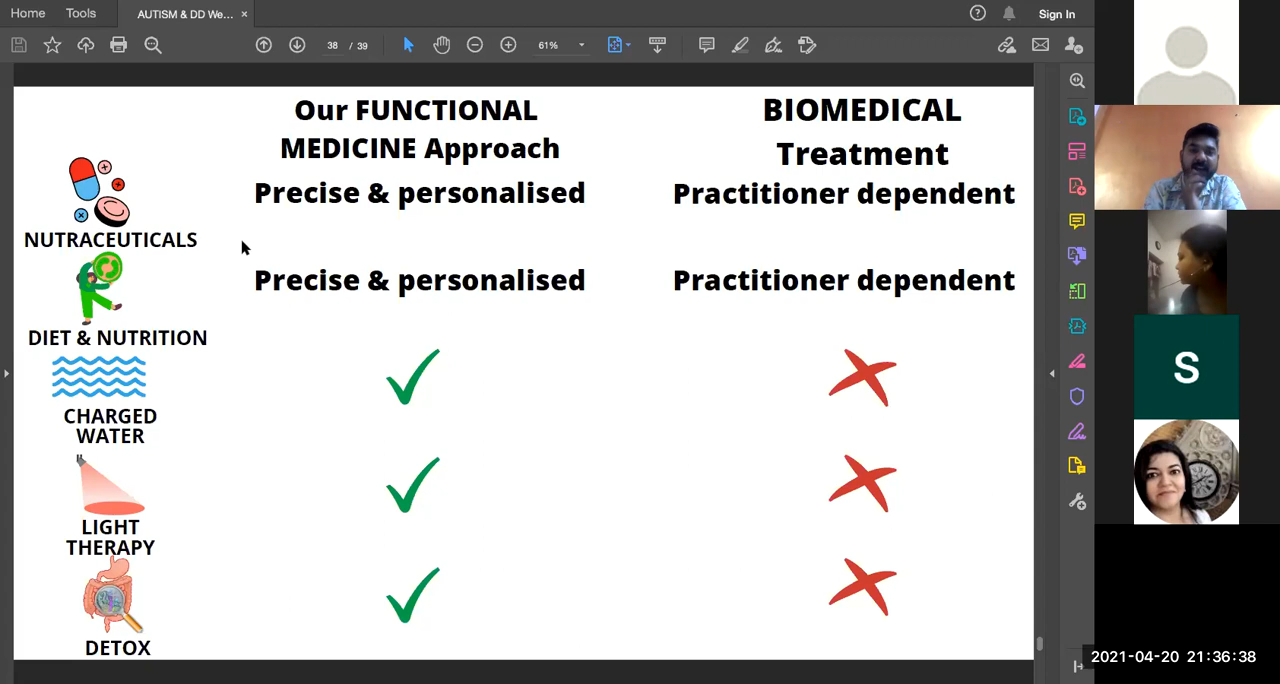 Home
Tools
AUTISM & DD We... ×
Sign In
38 / 39
61%
Our FUNCTIONAL
MEDICINE Approach
BIOMEDICAL
Treatment
Precise & personalised
Practitioner dependent
NUTRACEUTICALS
Precise & personalised
Practitioner dependent
DIET & NUTRITION
CHARGED
WATER
LIGHT
THERAPY
DETOX
S
2021-04-20 21:36:38